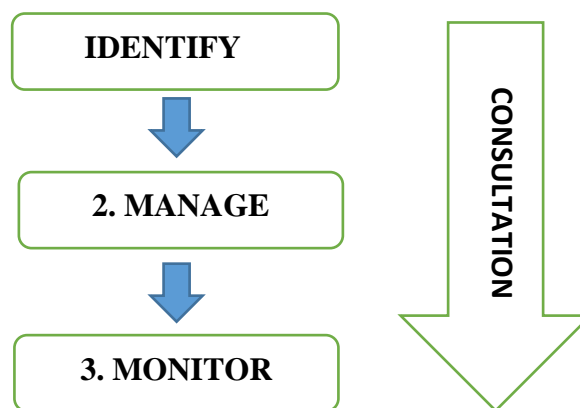 IDENTIFY
2. MANAGE
3. MONITOR
CONSULTATION